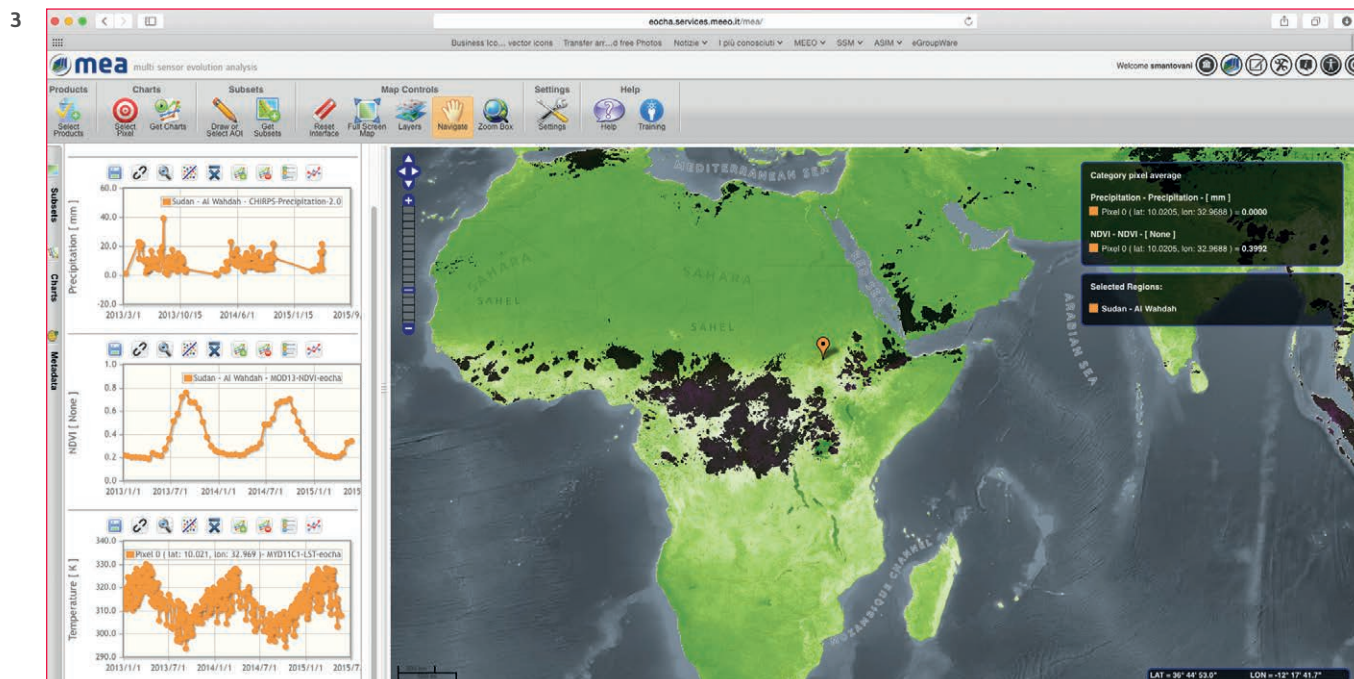 3
eocha.services.meeo.it/mea/
Business Ico... vector icons Transfer arr...d free Photos Notizie I più conosciuti MEEO SSM ASIM eGroupWare
mea multi sensor evolution analysis
Welcome smantovani
Products Charts Subsets Map Controls Settings Help
Select Products
Select Pixel
Get Charts
Draw or Select AOI
Get Subsets
Reset Interface
Full Screen Map
Layers
Navigate
Zoom Box
Settings
Help
Training
Subsets
Charts
Metadata
60.0
40.0
20.0
0.0
-20.0
Precipitation [ mm ]
Sudan - Al Wahdah - CHIRPS-Precipitation-2.0
2013/3/1 2013/10/15 2014/6/1 2015/1/15 2015/9.
1.0
0.8
0.6
0.4
0.2
0.0
NDVI [ None ]
Sudan - Al Wahdah - MOD13-NDVI-eocha
2013/1/1 2013/7/1 2014/1/1 2014/7/1 2015/1/1 2015
340.0
330.0
320.0
310.0
300.0
290.0
Temperature [ K ]
Pixel 0 ( lat: 10.021, lon: 32.969 )- MYD11C1-LST-eocha
2013/1/1 2013/7/1 2014/1/1 2014/7/1 2015/1/1 2015/7.
MEDITERRANEAN SEA
SAHARA
SAHARA
SAHEL
SAHEL
RED SEA
ARABIAN SEA
MOZAMBIQUE CHANNEL
Category pixel average
Precipitation - Precipitation - [ mm ]
Pixel 0 ( lat: 10.0205, lon: 32.9688 ) = 0.0000
NDVI - NDVI - [ None ]
Pixel 0 ( lat: 10.0205, lon: 32.9688 ) = 0.3992
Selected Regions:
Sudan - Al Wahdah
LAT = 36° 44' 53.0" LON = -12° 17' 41.7"